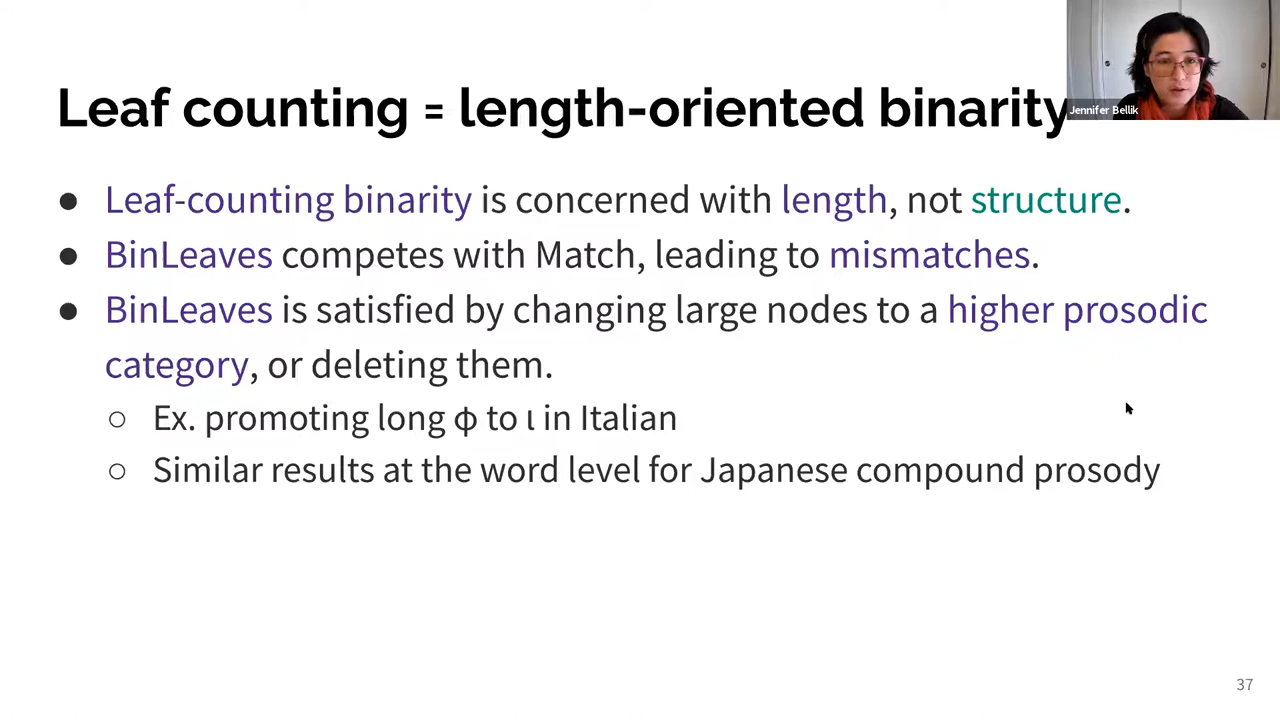 Leaf counting = length-oriented binarity
Jennifer Bellik
● Leaf-counting binarity is concerned with length, not structure.
● BinLeaves competes with Match, leading to mismatches.
● BinLeaves is satisfied by changing large nodes to a higher prosodic
category, or deleting them.
○ Ex. promoting long φ to ι in Italian
○ Similar results at the word level for Japanese compound prosody
37